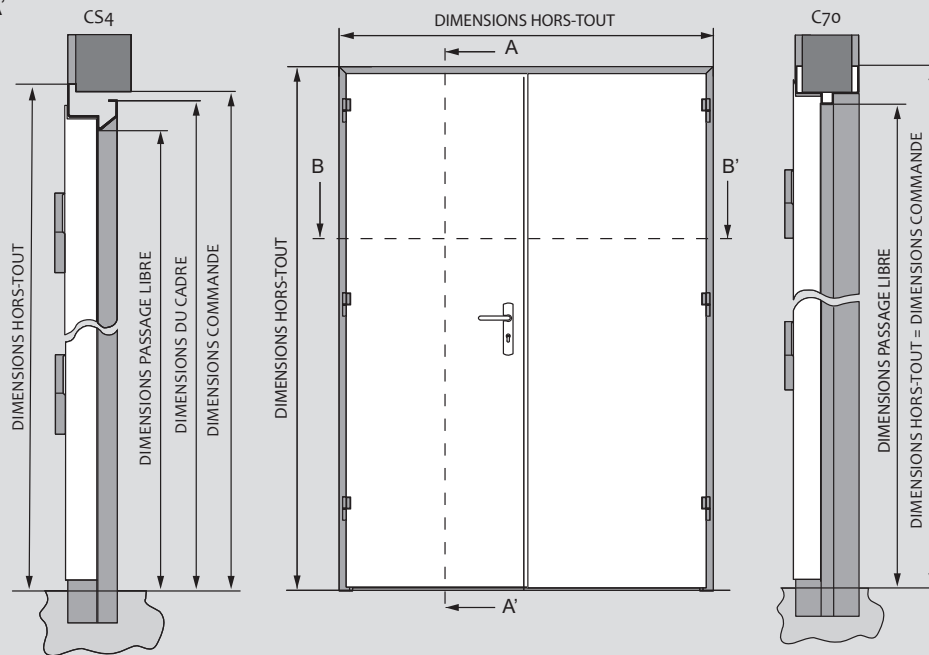 CS4
DIMENSIONS HORS-TOUT
C70
A
B
B'
DIMENSIONS HORS-TOUT
DIMENSIONS PASSAGE LIBRE
DIMENSIONS DU CADRE
DIMENSIONS COMMANDE
DIMENSIONS HORS-TOUT
DIMENSIONS PASSAGE LIBRE
DIMENSIONS HORS-TOUT = DIMENSIONS COMMANDE
A'